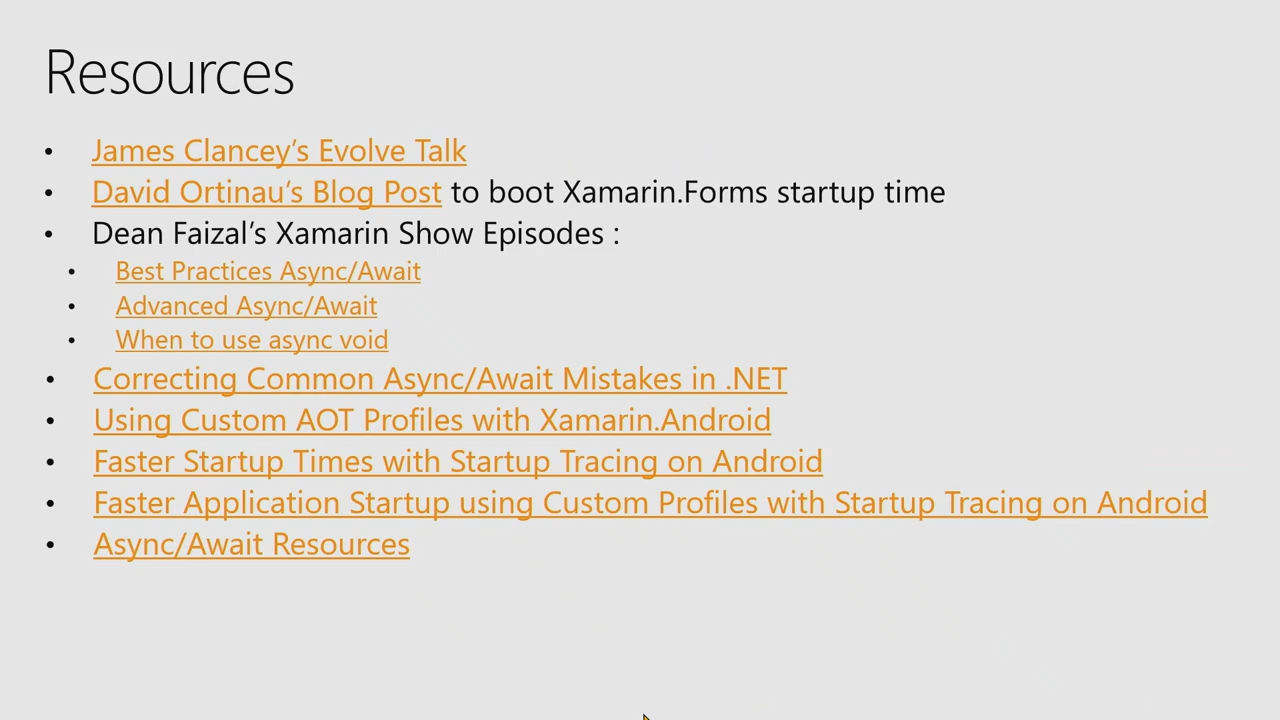 Resources
• James Clancey’s Evolve Talk
• David Ortinau’s Blog Post to boot Xamarin.Forms startup time
• Dean Faizal’s Xamarin Show Episodes :
• Best Practices Async/Await
• Advanced Async/Await
• When to use async void
• Correcting Common Async/Await Mistakes in .NET
• Using Custom AOT Profiles with Xamarin.Android
• Faster Startup Times with Startup Tracing on Android
• Faster Application Startup using Custom Profiles with Startup Tracing on Android
• Async/Await Resources